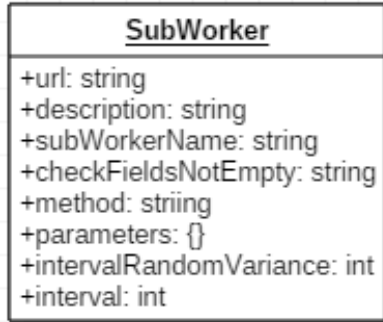 SubWorker
+url: string
+description: string
+subWorkerName: string
+checkFieldsNotEmpty: string
+method: striing
+parameters: {}
+intervalRandomVariance: int
+interval: int